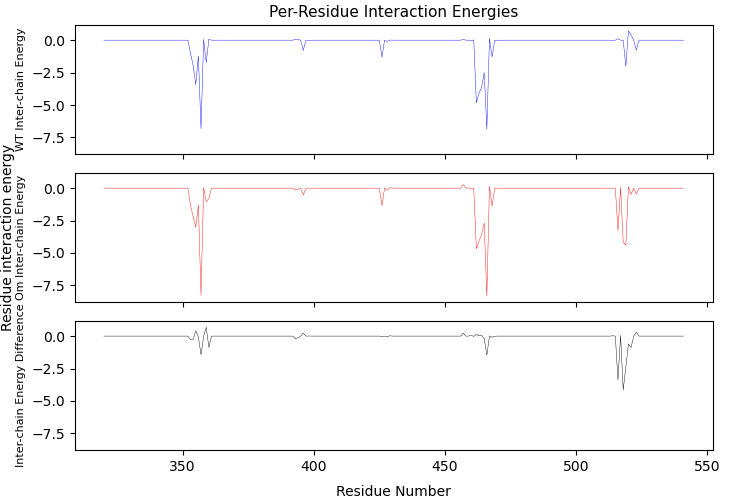 Per-Residue Interaction Energies
Residue interaction energy
WT Inter-chain Energy
0.0
−2.5
−5.0
−7.5
Om Inter-chain Energy
0.0
−2.5
−5.0
−7.5
Inter-chain Energy Difference
0.0
−2.5
−5.0
−7.5
350
400
450
500
550
Residue Number